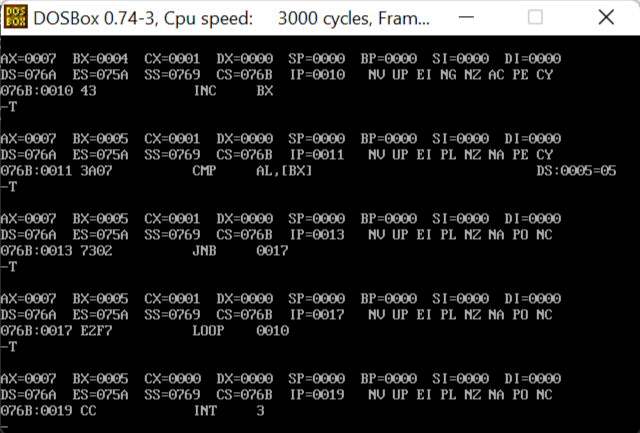 DOSBox 0.74-3, Cpu speed: 3000 cycles, Fram...
AX=0007 BX=0004 CX=0001 DX=0000 SP=0000 BP=0000 SI=0000 DI=0000
DS=076A ES=075A SS=0769 CS=076B IP=0010 NV UP EI NG NZ AC PE CY
076B:0010 43 INC BX
-T
AX=0007 BX=0005 CX=0001 DX=0000 SP=0000 BP=0000 SI=0000 DI=0000
DS=076A ES=075A SS=0769 CS=076B IP=0011 NV UP EI PL NZ NA PE CY
076B:0011 3A07 CMP AL,[BX] DS:0005=05
-T
AX=0007 BX=0005 CX=0001 DX=0000 SP=0000 BP=0000 SI=0000 DI=0000
DS=076A ES=075A SS=0769 CS=076B IP=0013 NV UP EI PL NZ NA PO NC
076B:0013 7302 JNB 0017
-T
AX=0007 BX=0005 CX=0001 DX=0000 SP=0000 BP=0000 SI=0000 DI=0000
DS=076A ES=075A SS=0769 CS=076B IP=0017 NV UP EI PL NZ NA PO NC
076B:0017 E2F7 LOOP 0010
-T
AX=0007 BX=0005 CX=0000 DX=0000 SP=0000 BP=0000 SI=0000 DI=0000
DS=076A ES=075A SS=0769 CS=076B IP=0019 NV UP EI PL NZ NA PO NC
076B:0019 CC INT 3
-